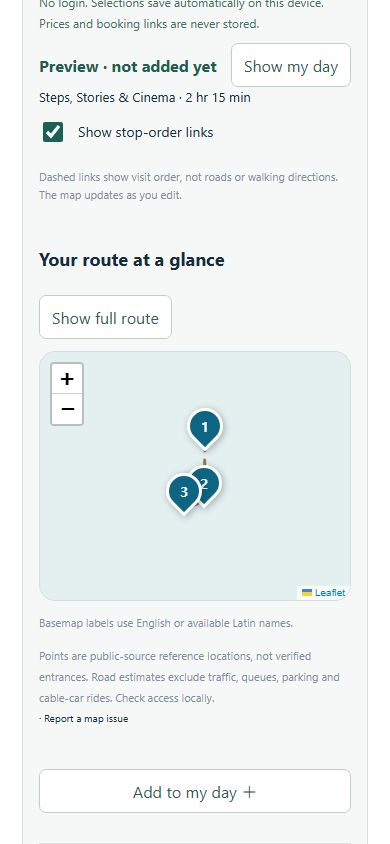 No login. Selections save automatically on this device.
Prices and booking links are never stored.
Preview · not added yet
Show my day
Steps, Stories & Cinema · 2 hr 15 min
Show stop-order links
Dashed links show visit order, not roads or walking directions.
The map updates as you edit.
Your route at a glance
Show full route
+
−
1
2
3
Leaflet
Basemap labels use English or available Latin names.
Points are public-source reference locations, not verified
entrances. Road estimates exclude traffic, queues, parking and
cable-car rides. Check access locally.
· Report a map issue
Add to my day +